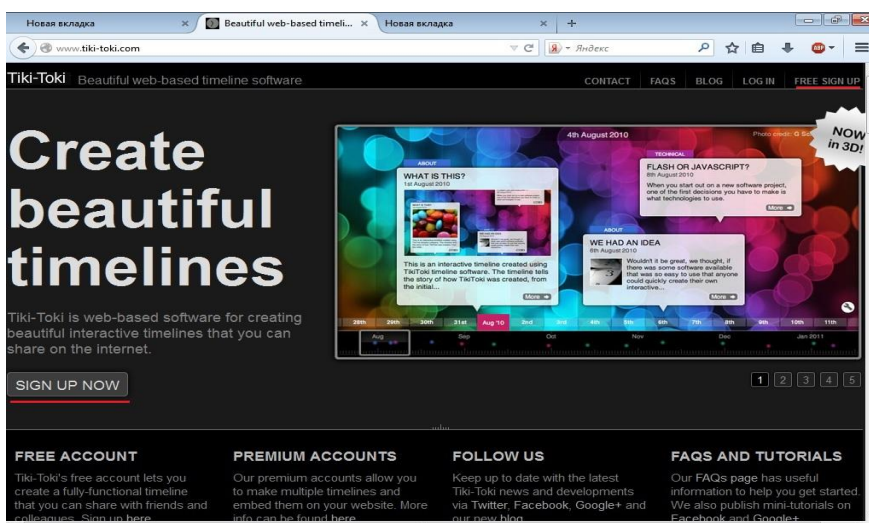 Новая вкладка
Beautiful web-based timeli...
Новая вкладка
www.tiki-toki.com
Яндекс
Tiki-Toki Beautiful web-based timeline software
CONTACT FAQS BLOG LOG IN FREE SIGN UP
Create
beautiful
timelines
Tiki-Toki is web-based software for creating
beautiful interactive timelines that you can
share on the internet.
SIGN UP NOW
4th August 2010
Photo credit: G
NOW
in 3D!
ABOUT
WHAT IS THIS?
1st August 2010
This is an interactive timeline created using
TikiToki timeline software. The timeline tells
the story of how TikiToki was created, from
the initial...
More
TECHNICAL
FLASH OR JAVASCRIPT?
8th August 2010
When you start out on a new software project,
one of the first decisions you have to make is
what technologies to use.
More
ABOUT
WE HAD AN IDEA
Wouldn't it be great, we thought, if
there was some software available
that was so easy to use that anyone
could quickly create their own
interactive...
More
28th 29th 30th 31st Aug '10 2nd 3rd 4th 5th 6th 7th 8th 9th 10th 11th
Aug Sep Oct Nov Dec Jan 2011
1 2 3 4 5
FREE ACCOUNT
Tiki-Toki's free account lets you
create a fully-functional timeline
that you can share with friends and
colleagues. Sign up here
PREMIUM ACCOUNTS
Our premium accounts allow you
to make multiple timelines and
embed them on your website. More
info can be found here
FOLLOW US
Keep up to date with the latest
Tiki-Toki news and developments
via Twitter, Facebook, Google+ and
our new blog
FAQS AND TUTORIALS
Our FAQs page has useful
information to help you get started.
We also publish mini-tutorials on
Facebook and Google+